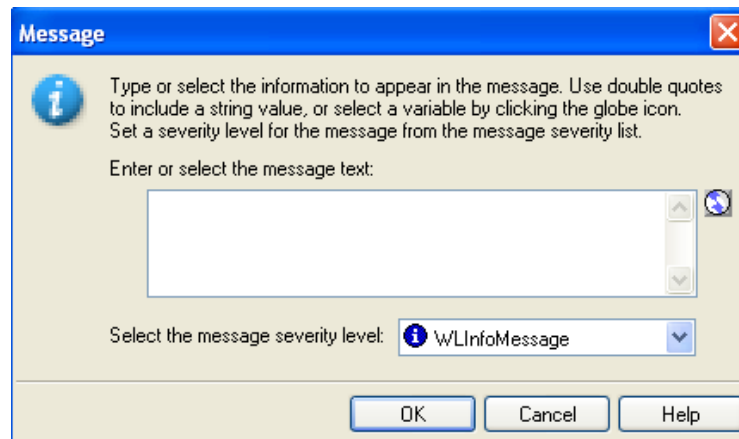 Message
Type or select the information to appear in the message. Use double quotes
to include a string value, or select a variable by clicking the globe icon.
Set a severity level for the message from the message severity list.
Enter or select the message text:
Select the message severity level: WLInfoMessage
OK Cancel Help